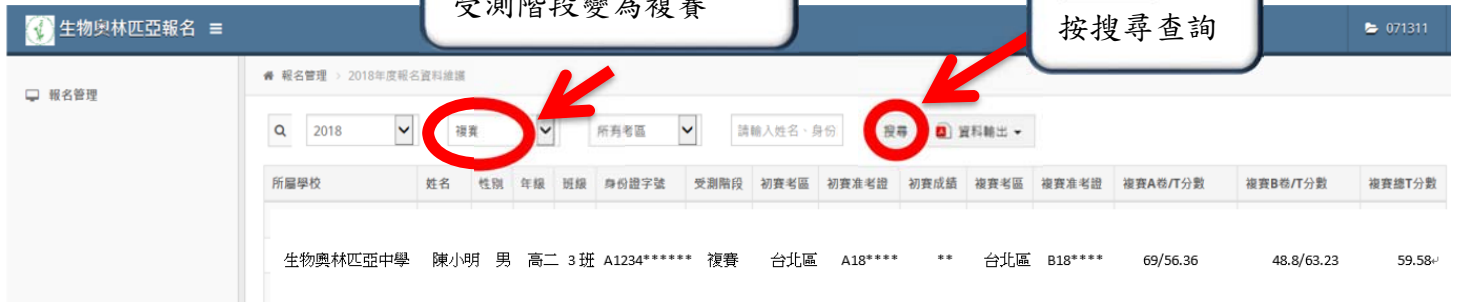 受測階段變為複賽
按搜尋查詢
生物奧林匹亞報名 ≡ 071311
報名管理 > 2018年度報名資料維護
報名管理
2018 複賽 所有考區 請輸入姓名、身份 搜尋 資料輸出
所屬學校 姓名 性別 年級 班級 身份證字號 受測階段 初賽考區 初賽准考證 初賽成績 複賽考區 複賽准考證 複賽A卷/T分數 複賽B卷/T分數 複賽總T分數
生物奧林匹亞中學 陳小明 男 高二 3班 A1234****** 複賽 台北區 A18**** ** 台北區 B18**** 69/56.36 48.8/63.23 59.58